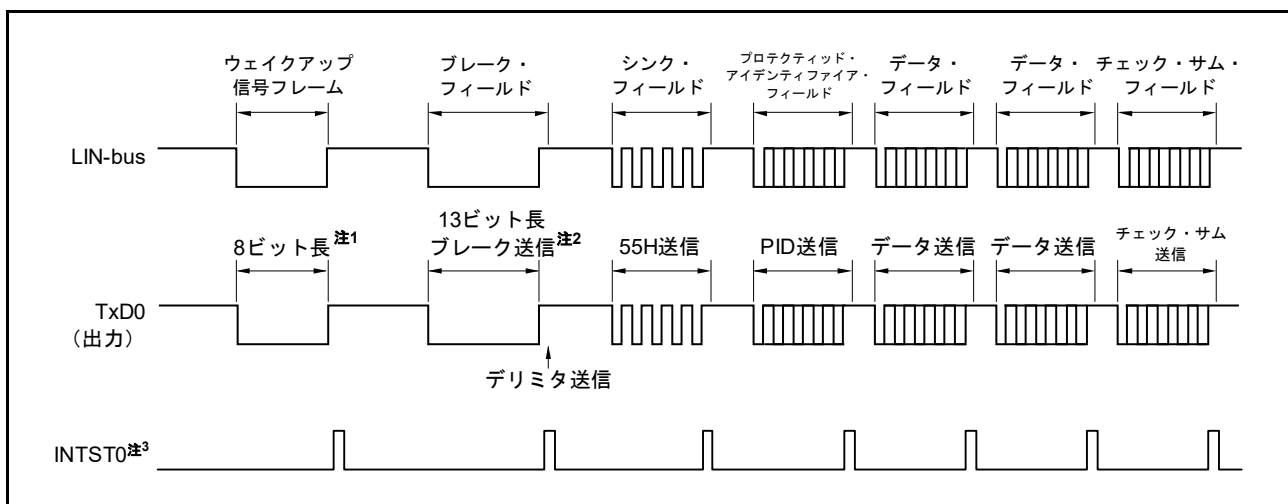 ウェイクアップ
信号フレーム
ブレーク・
フィールド
シンク・
フィールド
プロテクティッド・
アイデンティファイア・
フィールド
データ・
フィールド
データ・
フィールド
チェック・サム・
フィールド
LIN-bus
8ビット長注1
13ビット長
ブレーク送信注2
55H送信
PID送信
データ送信
データ送信
チェック・サム
送信
TxD0
（出力）
デリミタ送信
INTST0注3